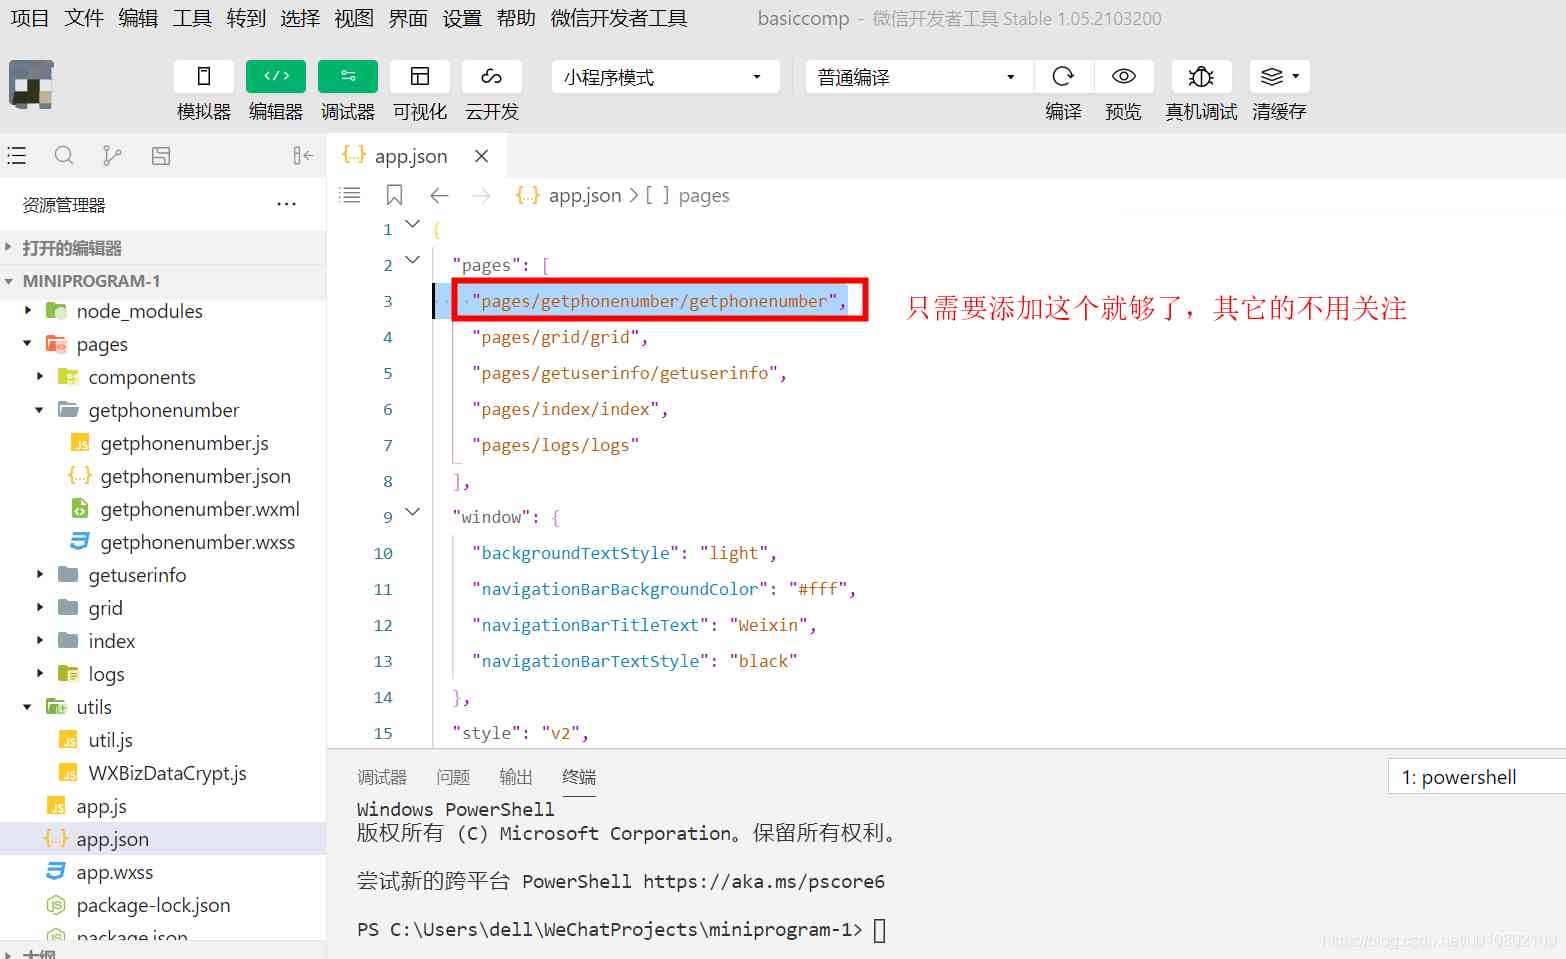 项目 文件 编辑 工具 转到 选择 视图 界面 设置 帮助 微信开发者工具 basiccomp - 微信开发者工具 Stable 1.05.2103200
小程序模式 普通编译
模拟器 编辑器 调试器 可视化 云开发 编译 预览 真机调试 清缓存
app.json
资源管理器
打开的编辑器
MINIPROGRAM-1
node_modules
pages
components
getphonenumber
getphonenumber.js
getphonenumber.json
getphonenumber.wxml
getphonenumber.wxss
getuserinfo
grid
index
logs
utils
util.js
WXBizDataCrypt.js
app.js
app.json
app.wxss
package-lock.json
package.json
大纲
app.json > [ ] pages
1 {
2 "pages": [
3 "pages/getphonenumber/getphonenumber",
只需要添加这个就够了，其它的不用关注
4 "pages/grid/grid",
5 "pages/getuserinfo/getuserinfo",
6 "pages/index/index",
7 "pages/logs/logs"
8 ],
9 "window": {
10 "backgroundTextStyle": "light",
11 "navigationBarBackgroundColor": "#fff",
12 "navigationBarTitleText": "Weixin",
13 "navigationBarTextStyle": "black"
14 },
15 "style": "v2",
调试器 问题 输出 终端 1: powershell
Windows PowerShell
版权所有 (C) Microsoft Corporation。保留所有权利。
尝试新的跨平台 PowerShell https://aka.ms/pscore6
PS C:\Users\dell\WeChatProjects\miniprogram-1>